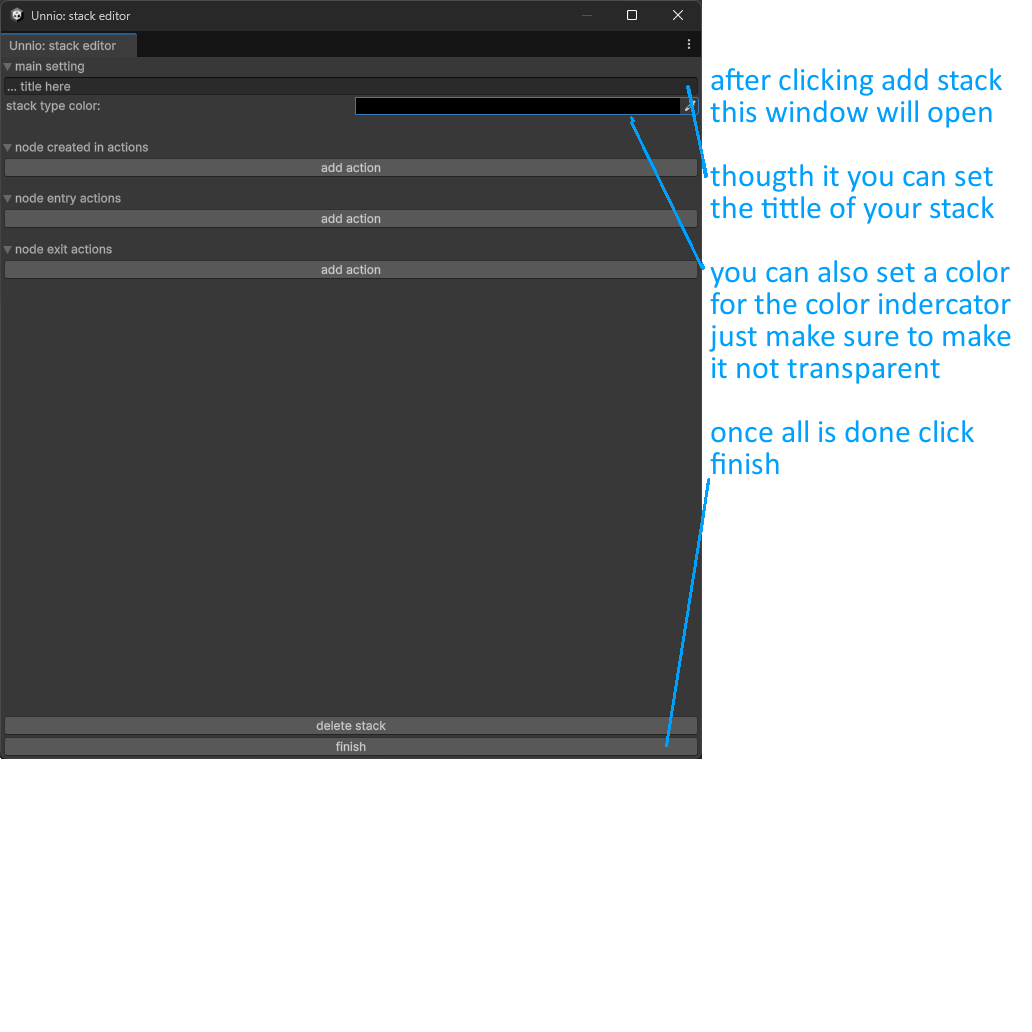 Unnio: stack editor
Unnio: stack editor
main setting
... title here
stack type color:
node created in actions
add action
node entry actions
add action
node exit actions
add action
delete stack
finish
after clicking add stack
this window will open
thougth it you can set
the tittle of your stack
you can also set a color
for the color indercator
just make sure to make
it not transparent
once all is done click
finish